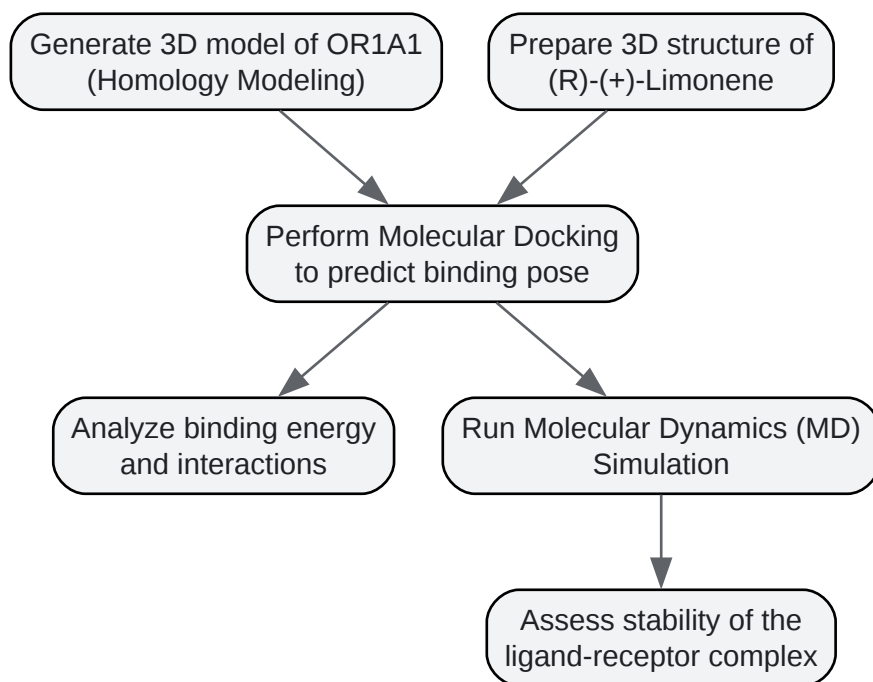 Generate 3D model of OR1A1
(Homology Modeling)
Prepare 3D structure of
(R)-(+)-Limonene
Perform Molecular Docking
to predict binding pose
Analyze binding energy
and interactions
Run Molecular Dynamics (MD)
Simulation
Assess stability of the
ligand-receptor complex